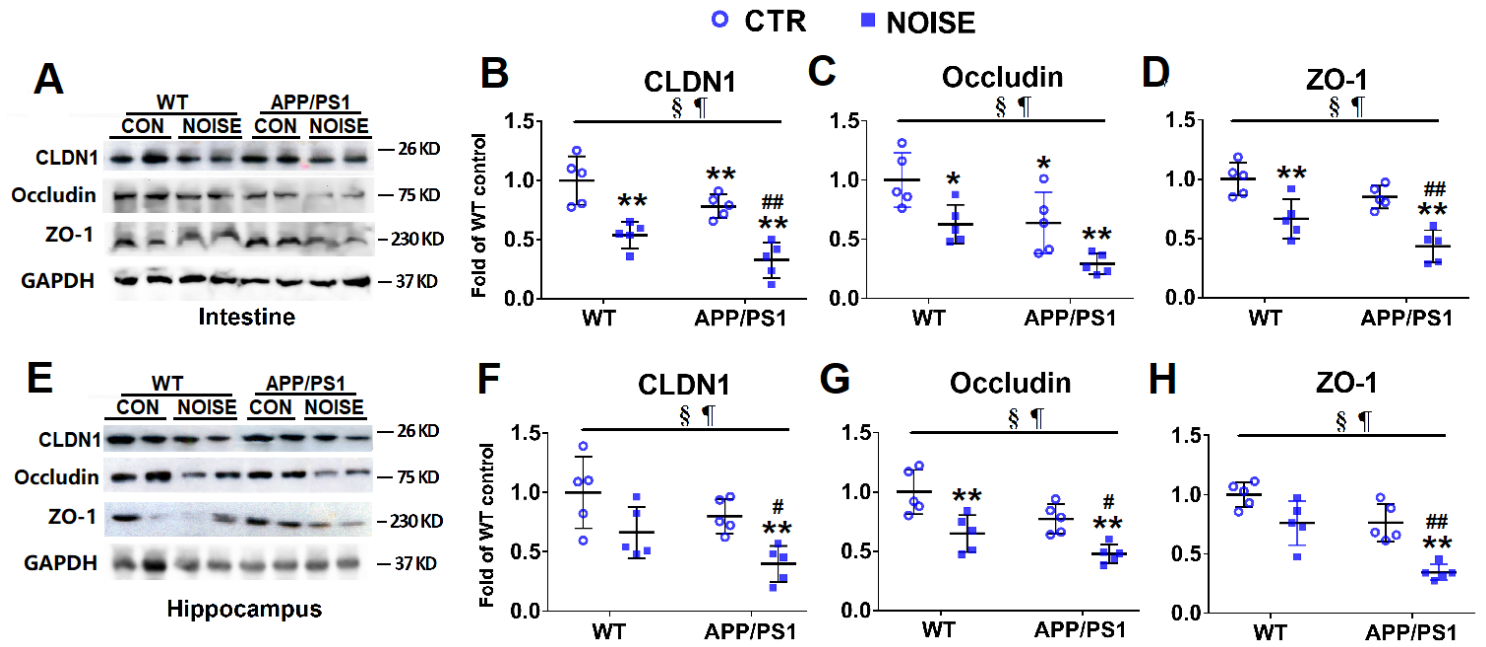 CTR NOISE
A
WT APP/PS1
CON NOISE CON NOISE
CLDN1 26 KD
Occludin 75 KD
ZO-1 230 KD
GAPDH 37 KD
Intestine
B
CLDN1
§ ¶
Fold of WT control
1.5
1.0
0.5
0.0
**
**
##
**
WT APP/PS1
C
Occludin
§ ¶
1.5
1.0
0.5
0.0
*
*
**
WT APP/PS1
D
ZO-1
§ ¶
1.5
1.0
0.5
0.0
**
##
**
WT APP/PS1
E
WT APP/PS1
CON NOISE CON NOISE
CLDN1 26 KD
Occludin 75 KD
ZO-1 230 KD
GAPDH 37 KD
Hippocampus
F
CLDN1
§ ¶
Fold of WT control
1.5
1.0
0.5
0.0
#
**
WT APP/PS1
G
Occludin
§ ¶
1.5
1.0
0.5
0.0
**
#
**
WT APP/PS1
H
ZO-1
§ ¶
1.5
1.0
0.5
0.0
##
**
WT APP/PS1